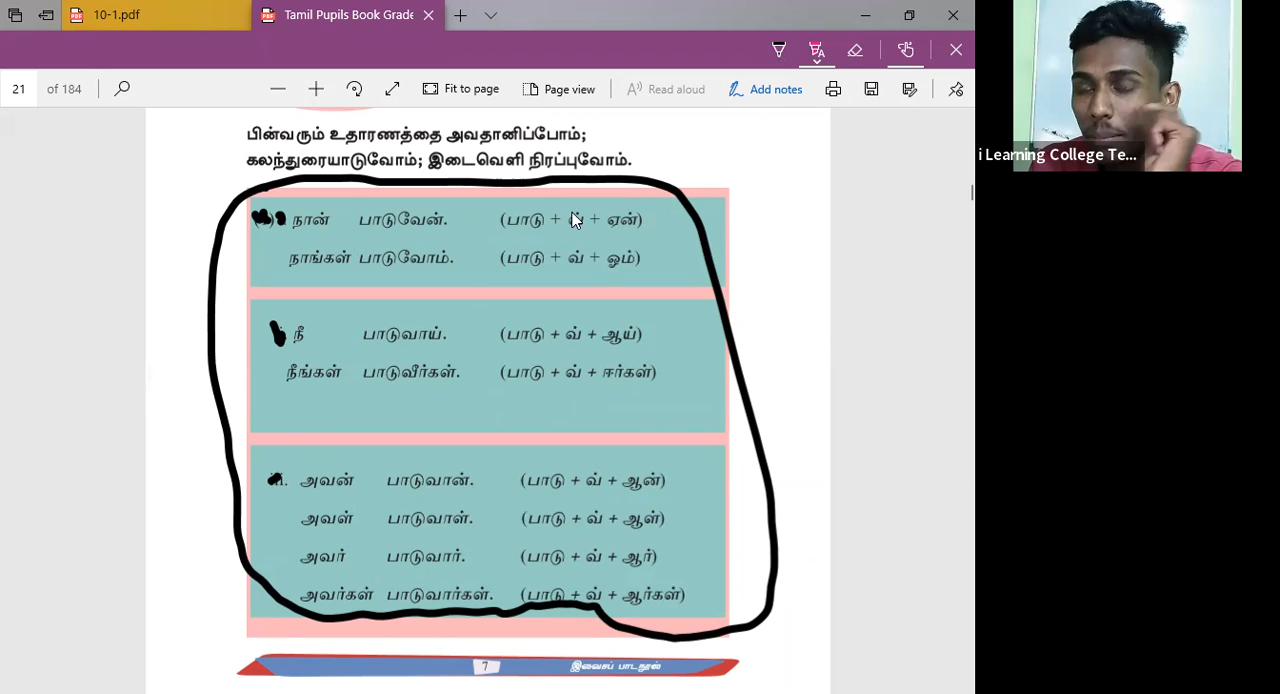 10-1.pdf
Tamil Pupils Book Grade
21 of 184
Fit to page
Page view
Read aloud
Add notes
பின்வரும் உதாரணத்தை அவதானிப்போம்;
கலந்துரையாடுவோம்; இடைவெளி நிரப்புவோம்.
நான் பாடுவேன். (பாடு + வ் + ஏன்)
நாங்கள் பாடுவோம். (பாடு + வ் + ஓம்)
நீ பாடுவாய். (பாடு + வ் + ஆய்)
நீங்கள் பாடுவீர்கள். (பாடு + வ் + ஈர்கள்)
அவன் பாடுவான். (பாடு + வ் + ஆன்)
அவள் பாடுவாள். (பாடு + வ் + ஆள்)
அவர் பாடுவார். (பாடு + வ் + ஆர்)
அவர்கள் பாடுவார்கள். (பாடு + வ் + ஆர்கள்)
7 இலவசப் பாடநூல்
i Learning College Te...